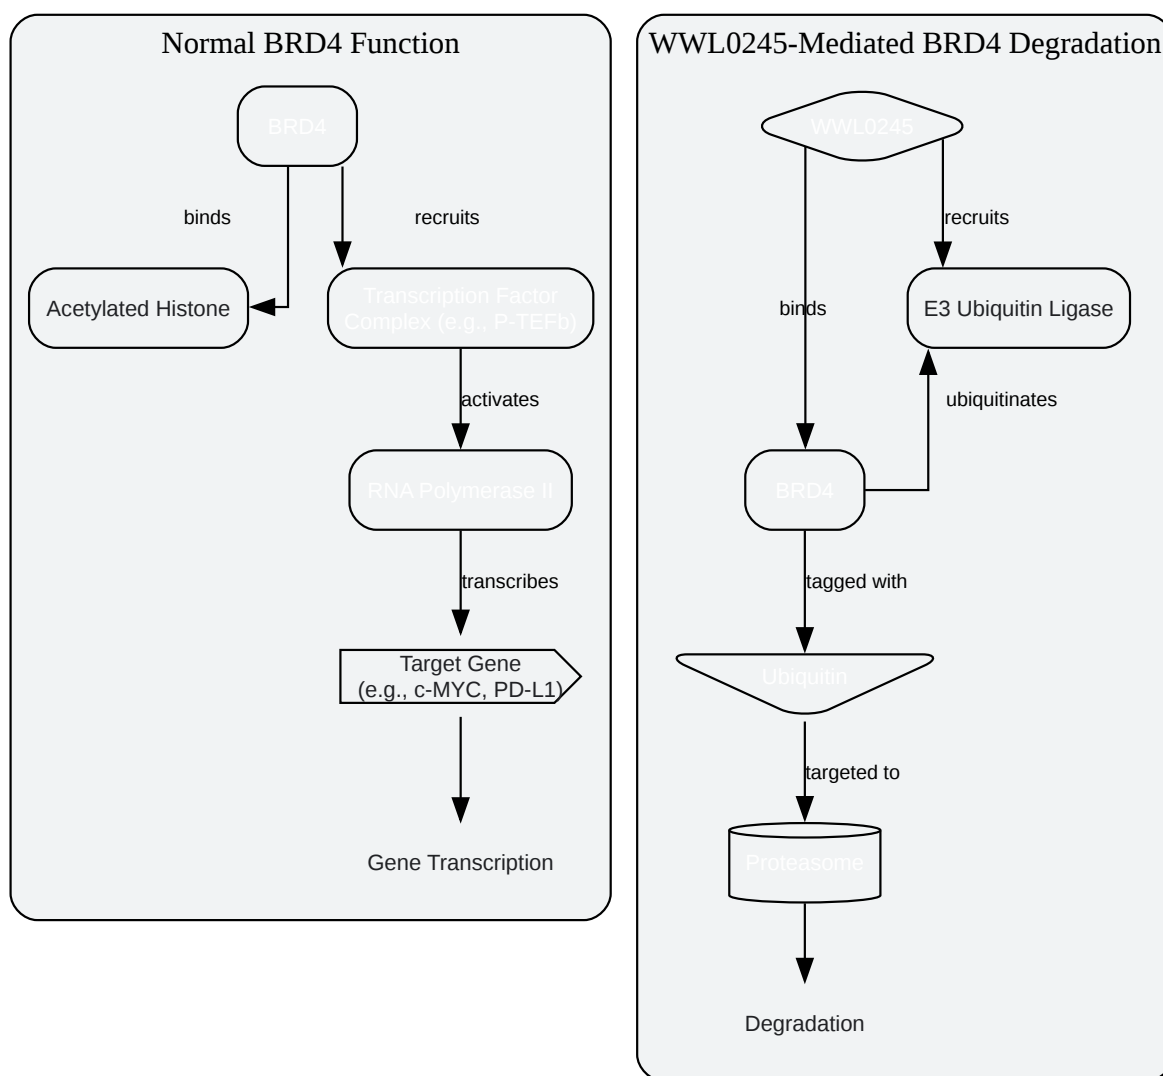 Normal BRD4 Function
BRD4
binds
recruits
Acetylated Histone
Transcription Factor
Complex (e.g., P-TEFb)
activates
RNA Polymerase II
transcribes
Target Gene
(e.g., c-MYC, PD-L1)
Gene Transcription
WWL0245-Mediated BRD4 Degradation
WWL0245
recruits
binds
E3 Ubiquitin Ligase
ubiquitinates
BRD4
tagged with
Ubiquitin
targeted to
Proteasome
Degradation